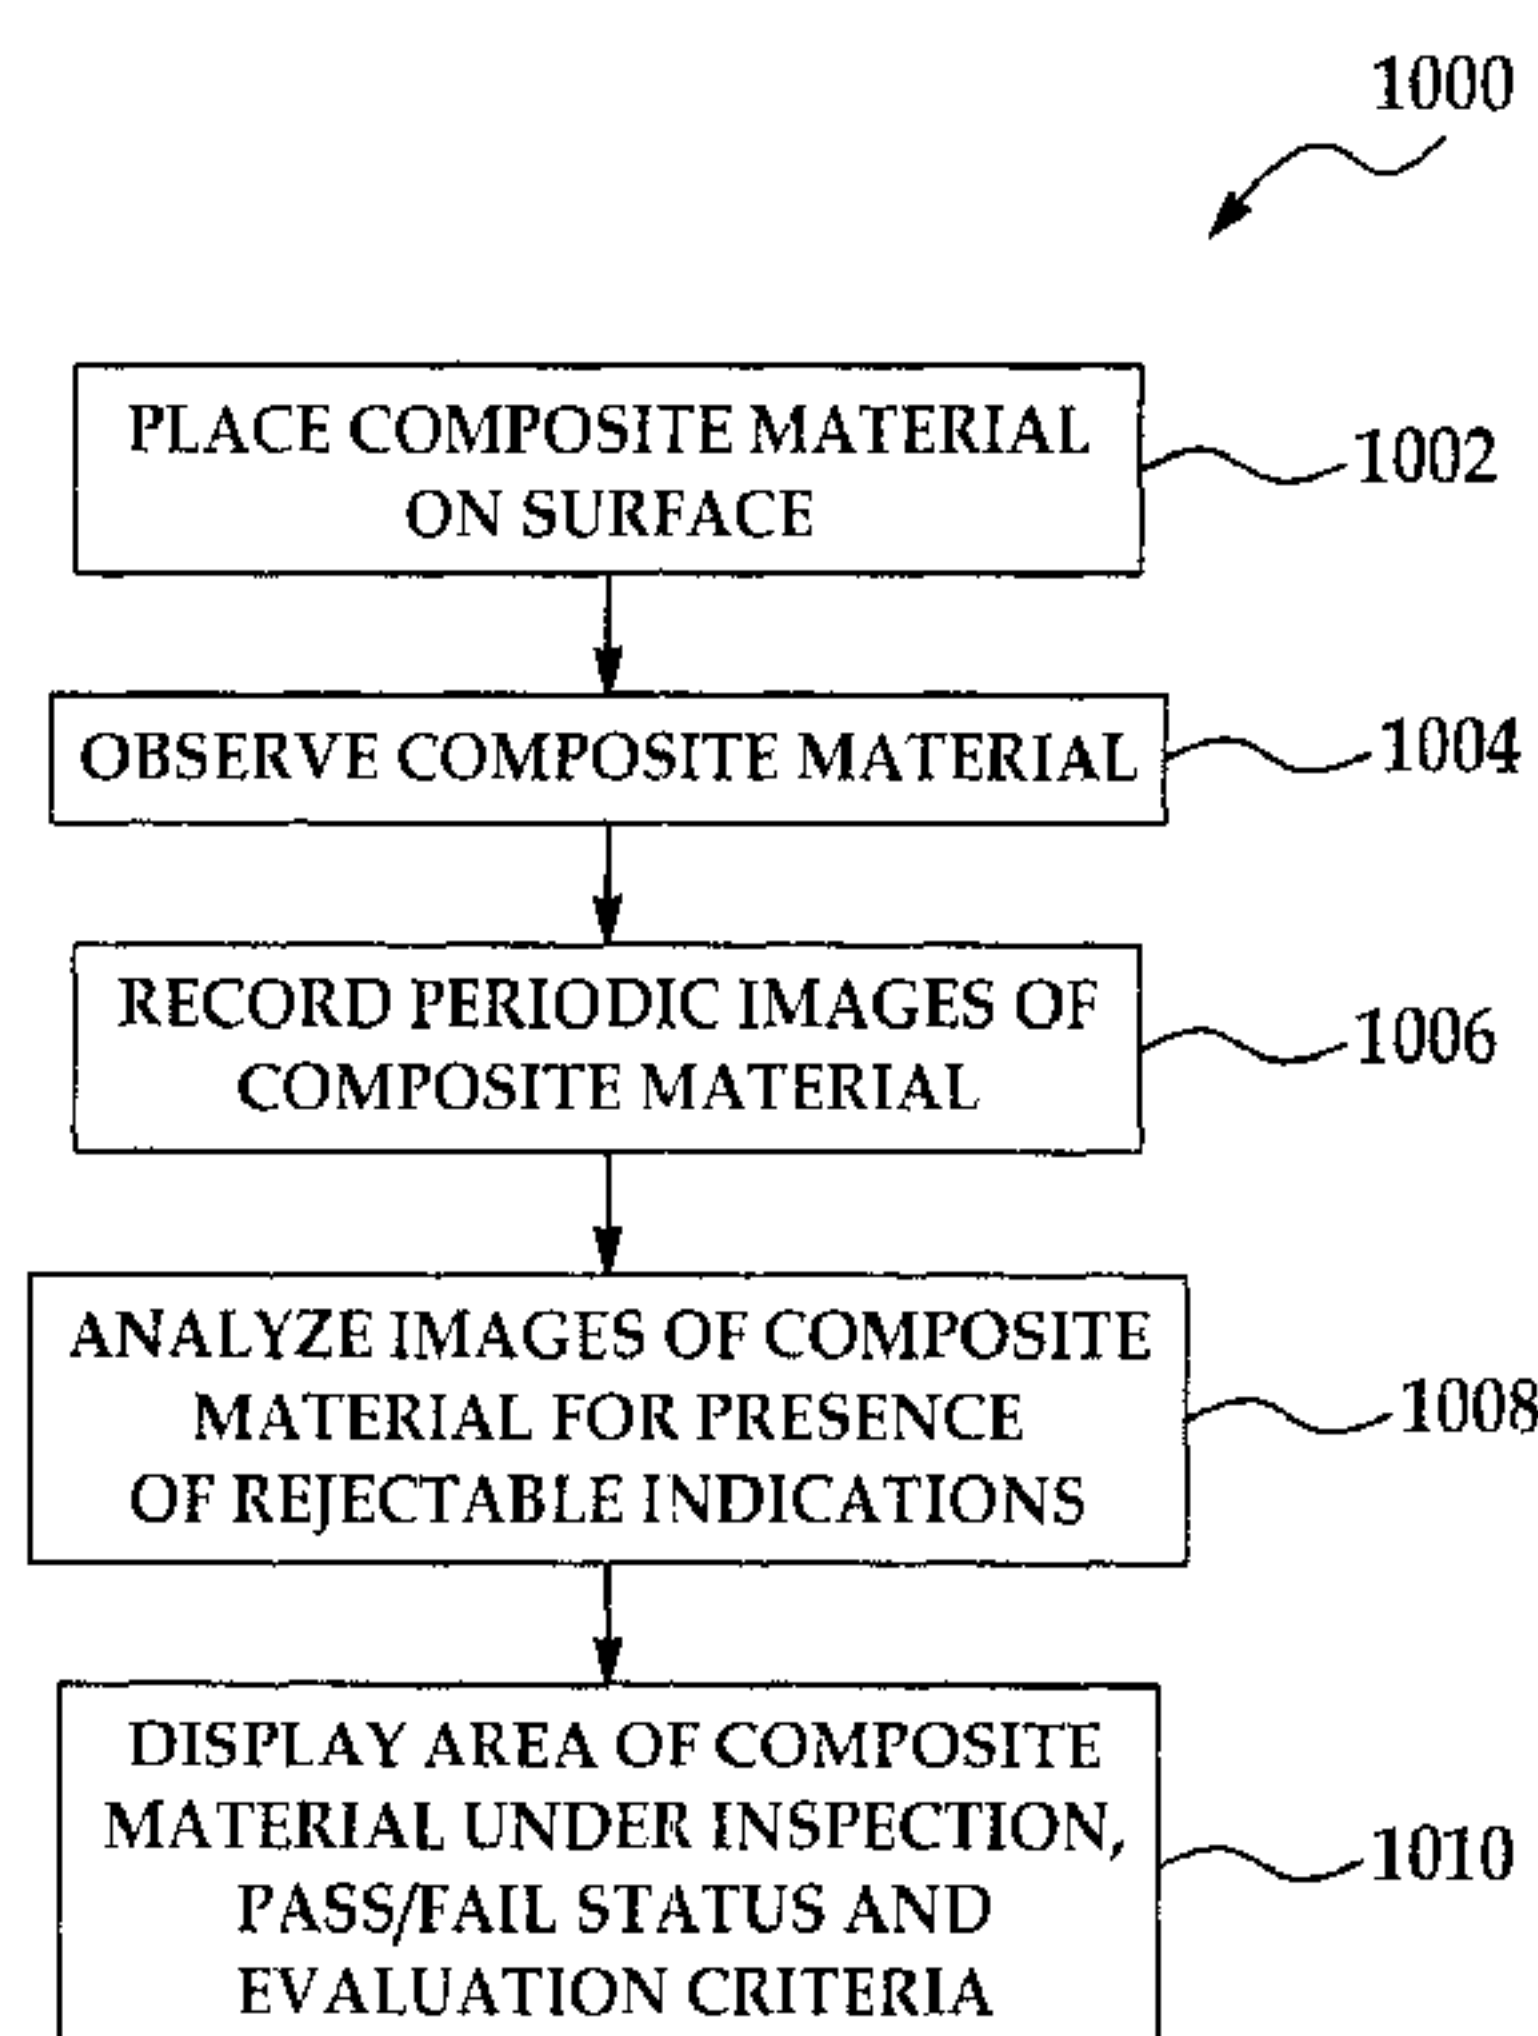 1000
PLACE COMPOSITE MATERIAL
ON SURFACE
1002
OBSERVE COMPOSITE MATERIAL
1004
RECORD PERIODIC IMAGES OF
COMPOSITE MATERIAL
1006
ANALYZE IMAGES OF COMPOSITE
MATERIAL FOR PRESENCE
OF REJECTABLE INDICATIONS
1008
DISPLAY AREA OF COMPOSITE
MATERIAL UNDER INSPECTION,
PASS/FAIL STATUS AND
EVALUATION CRITERIA
1010